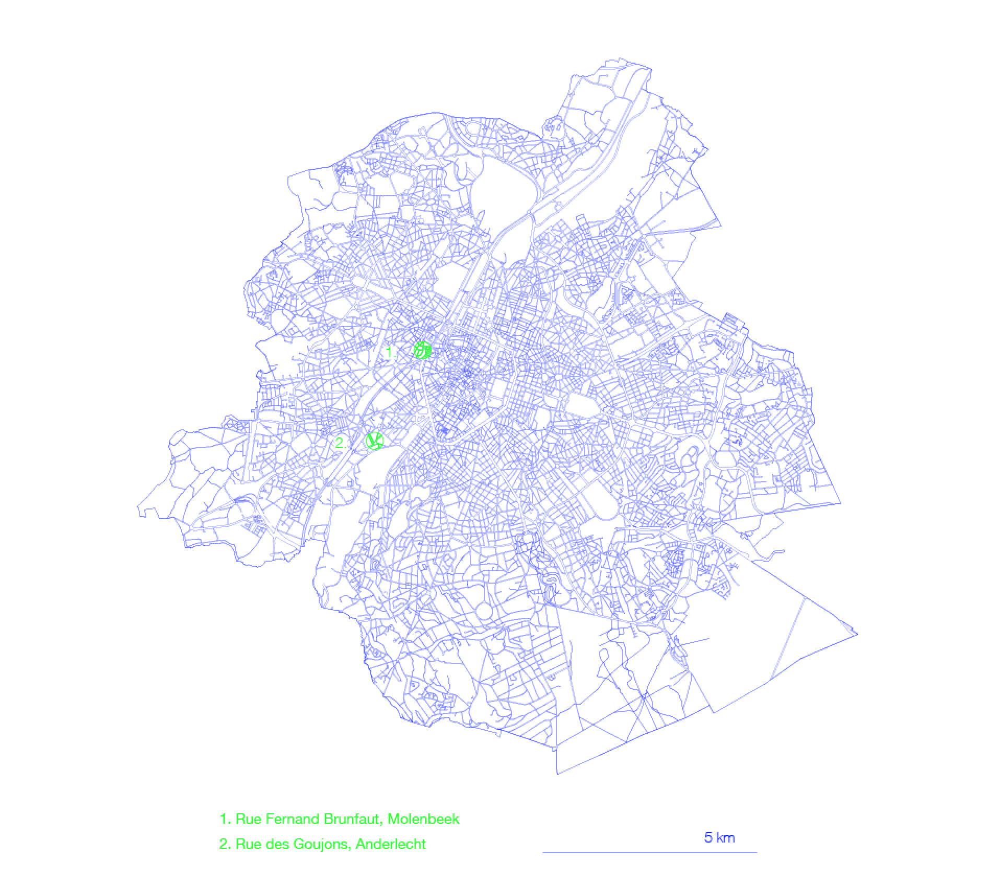 1.
2.
1. Rue Fernand Brunfaut, Molenbeek
2. Rue des Goujons, Anderlecht
5 km